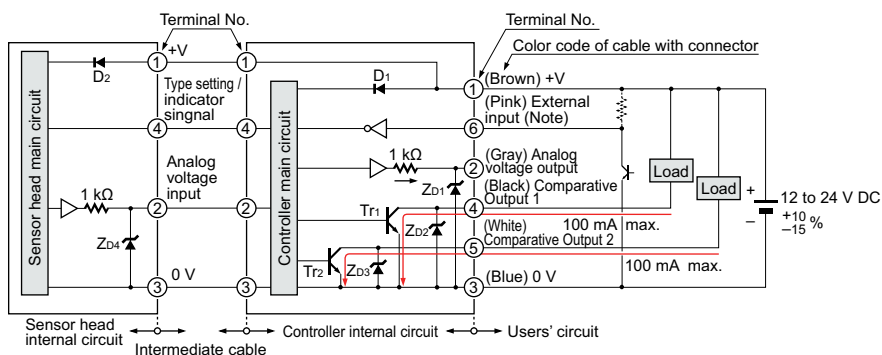 Terminal No.
Terminal No.
Color code of cable with connector
+V
1
1
D2
Type setting /
indicator
singnal
D1
1
(Brown) +V
(Pink) External
input (Note)
4
4
6
Sensor head main circuit
Controller main circuit
Analog
voltage
input
1 kΩ
1 kΩ
2
(Gray) Analog
voltage output
(Black) Comparative
Output 1
Load
Load
+
12 to 24 V DC
+10
–15 %
–
2
2
ZD1
4
Tr1
ZD2
100 mA max.
(White)
Comparative Output 2
5
ZD4
Tr2
ZD3
100 mA max.
0 V
3
3
(Blue) 0 V
3
Sensor head
internal circuit
Intermediate cable
Controller internal circuit
Users' circuit